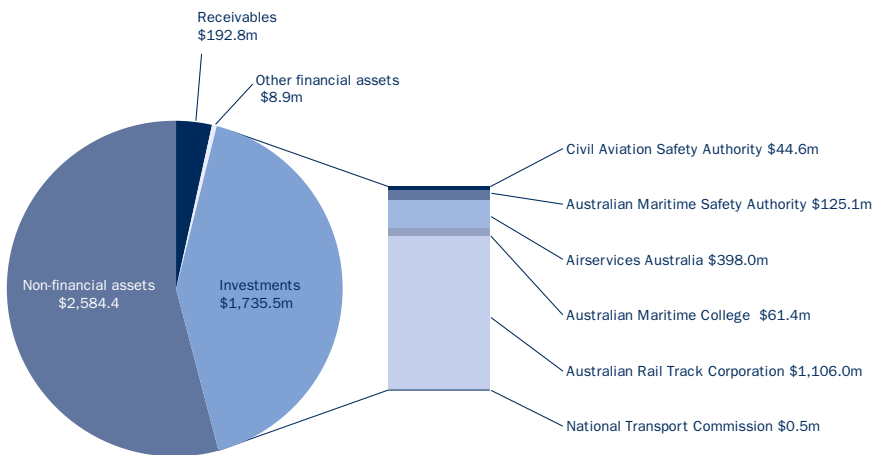 Receivables
$192.8m
Other financial assets
$8.9m
Civil Aviation Safety Authority $44.6m
Australian Maritime Safety Authority $125.1m
Airservices Australia $398.0m
Non-financial assets
$2,584.4
Investments
$1,735.5m
Australian Maritime College $61.4m
Australian Rail Track Corporation $1,106.0m
National Transport Commission $0.5m